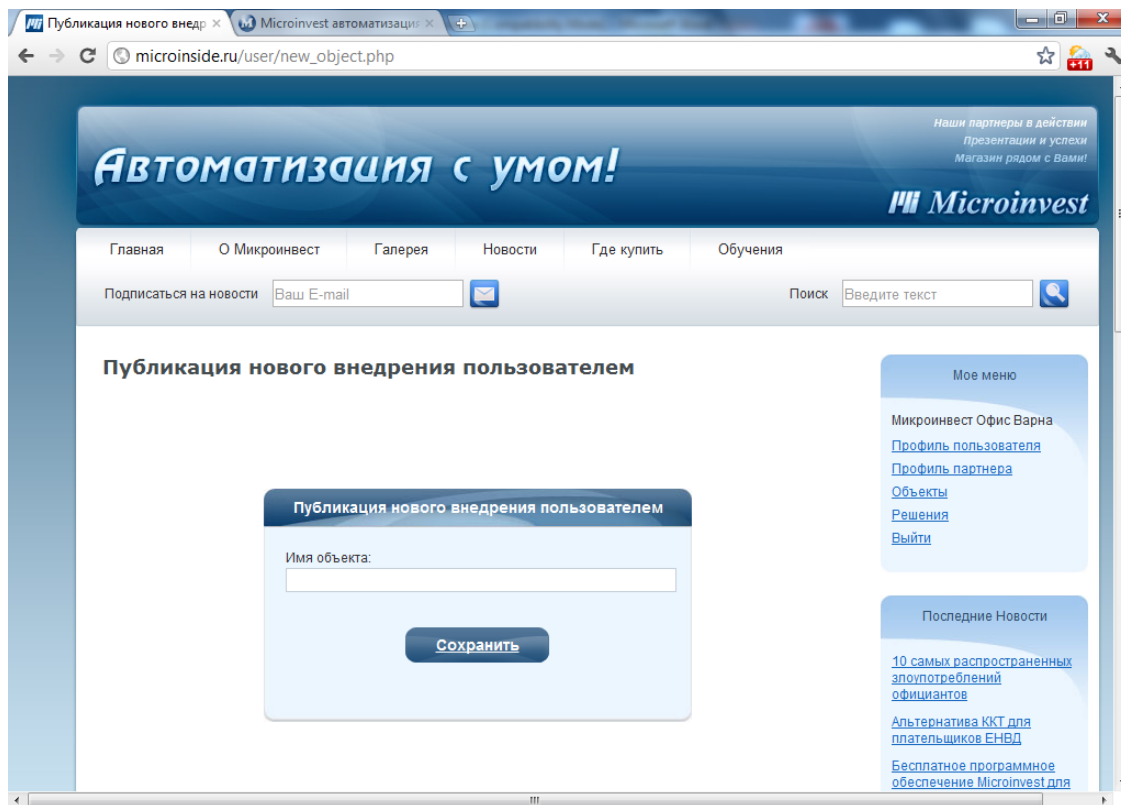 Публикация нового внедр
Microinvest автоматизация
microinside.ru/user/new_object.php
+11
Наши партнеры в действии
Презентации и успехи
Магазин рядом с Вами!
Автоматизация с умом!
Microinvest
Главная О Микроинвест Галерея Новости Где купить Обучения
Подписаться на новости Ваш E-mail Поиск Введите текст
Публикация нового внедрения пользователем
Публикация нового внедрения пользователем
Имя объекта:
Сохранить
Мое меню
Микроинвест Офис Варна
Профиль пользователя
Профиль партнера
Объекты
Решения
Выйти
Последние Новости
10 самых распространенных
злоупотреблений
официантов
Альтернатива ККТ для
плательщиков ЕНВД
Бесплатное программное
обеспечение Microinvest для